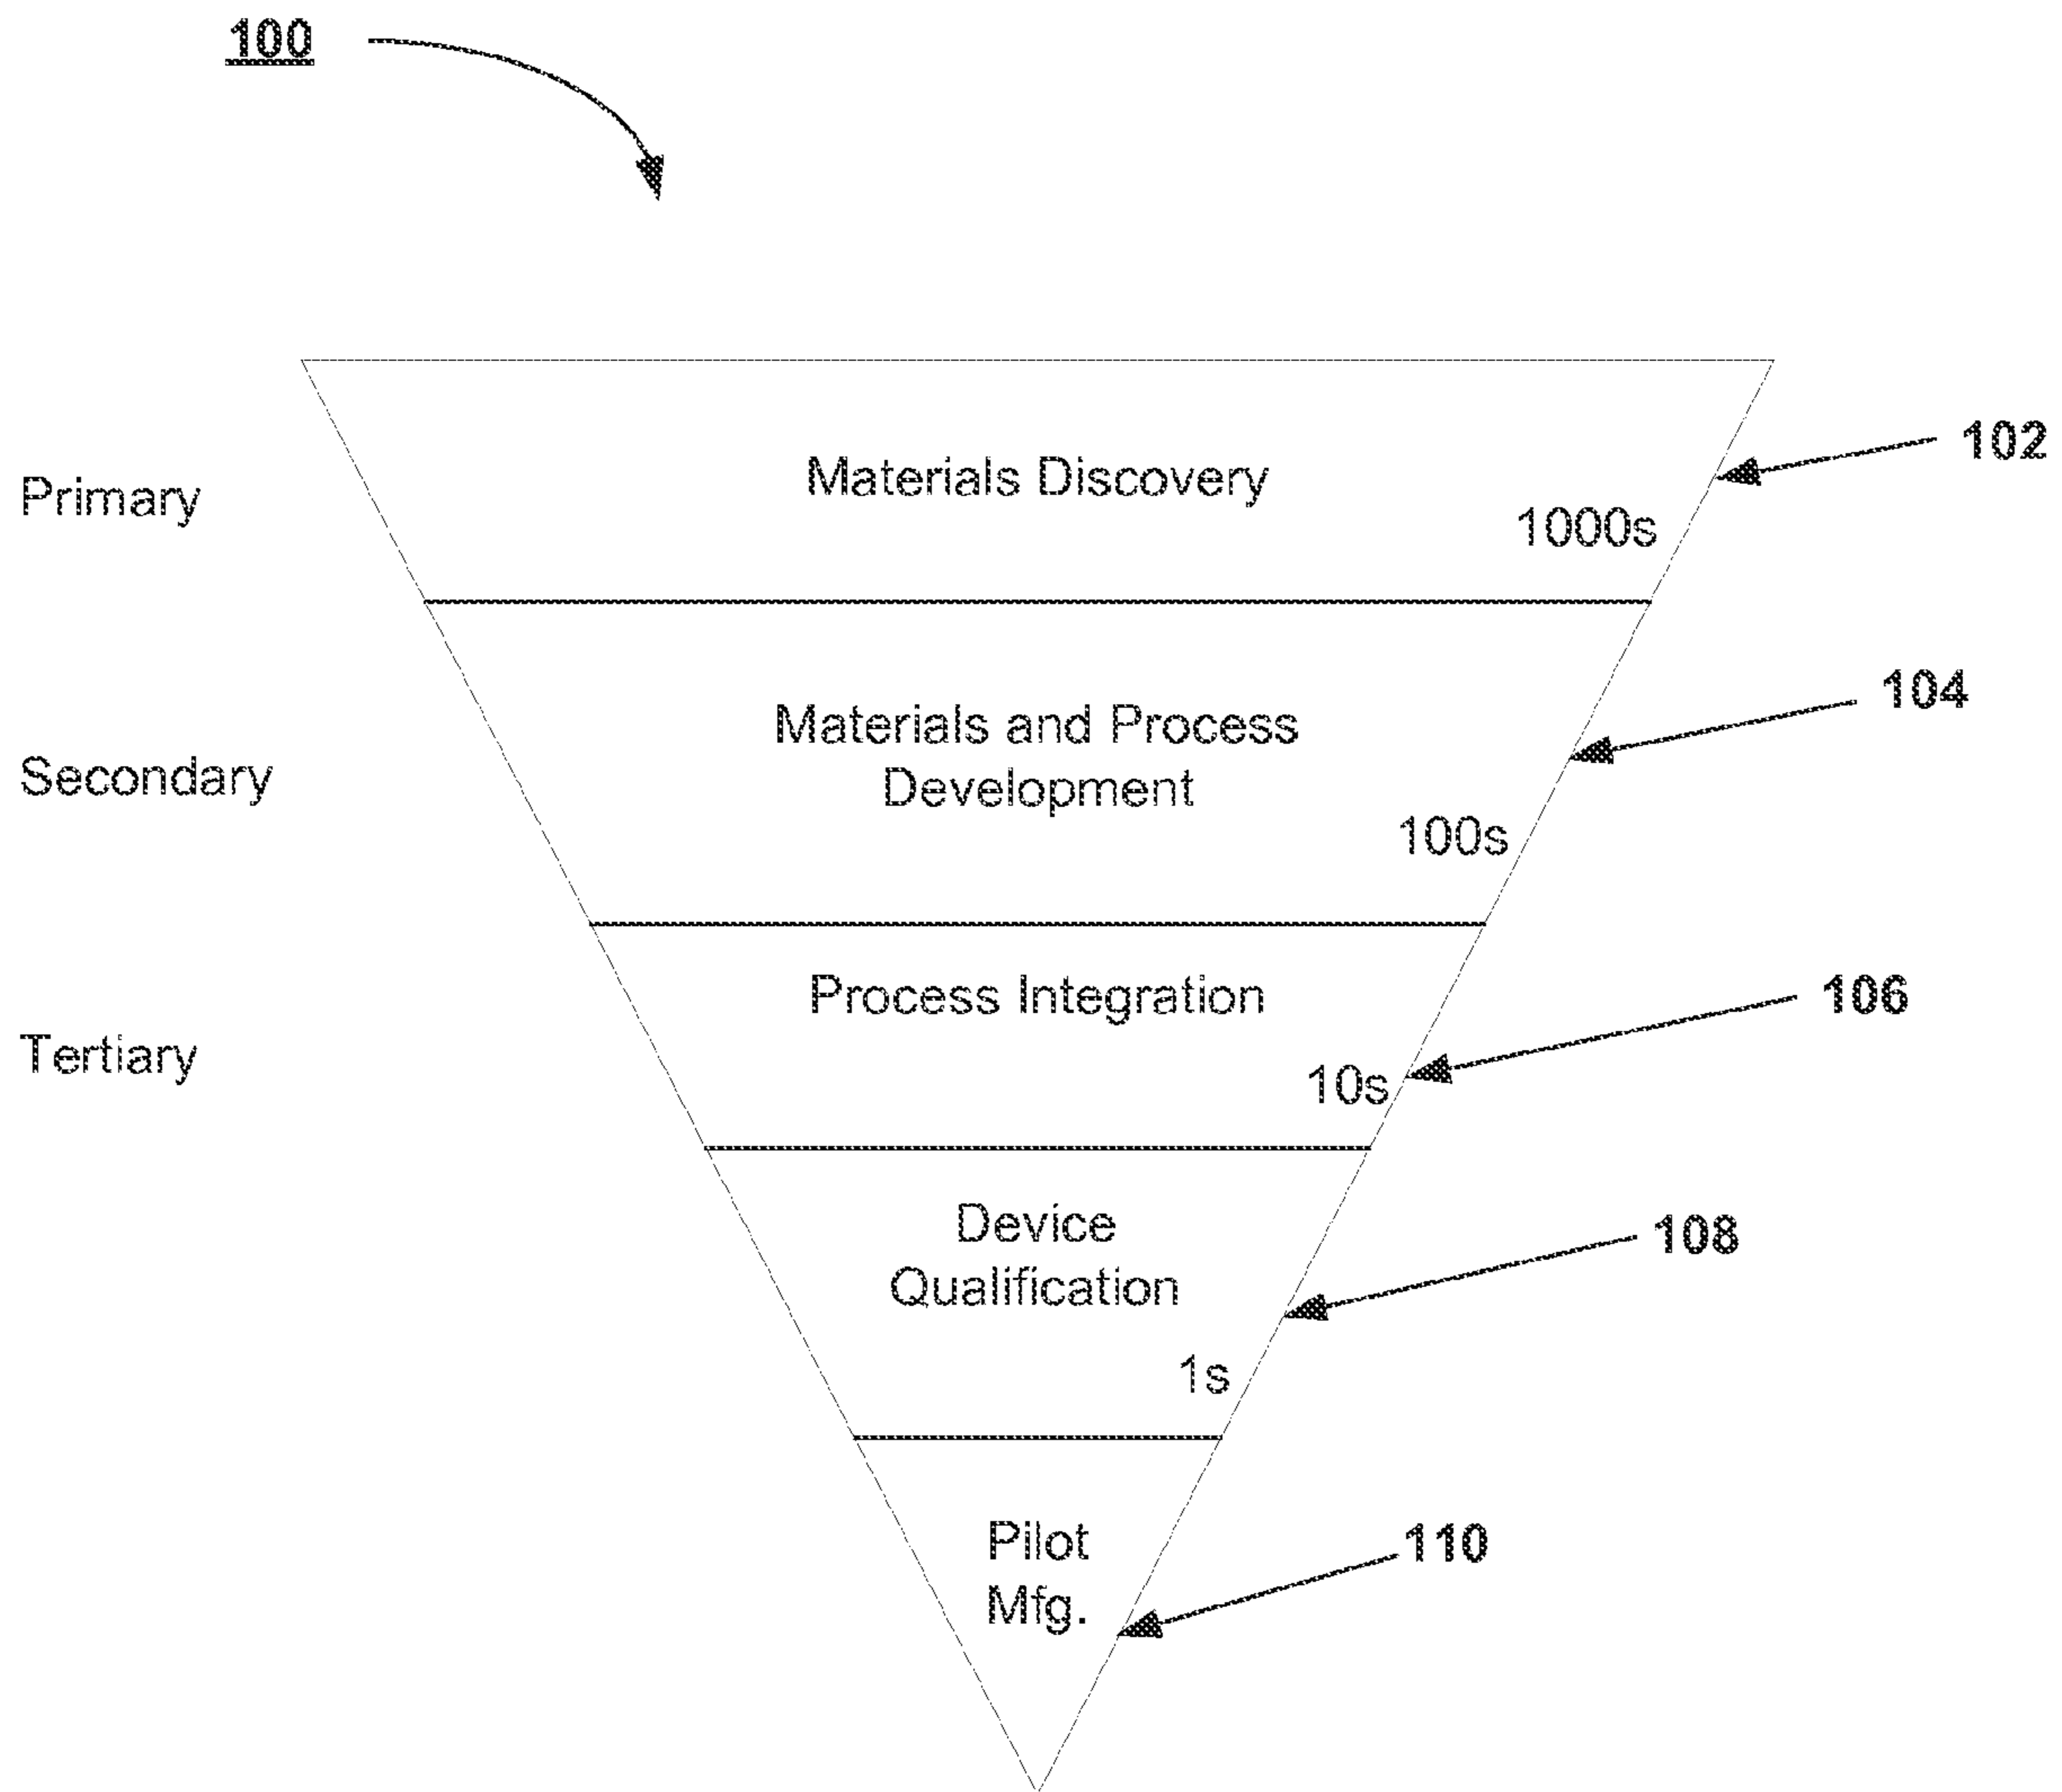 100
102
Primary
Materials Discovery
1000s
104
Secondary
Materials and Process
Development
100s
106
Tertiary
Process Integration
10s
108
Device
Qualification
1s
110
Pilot
Mfg.